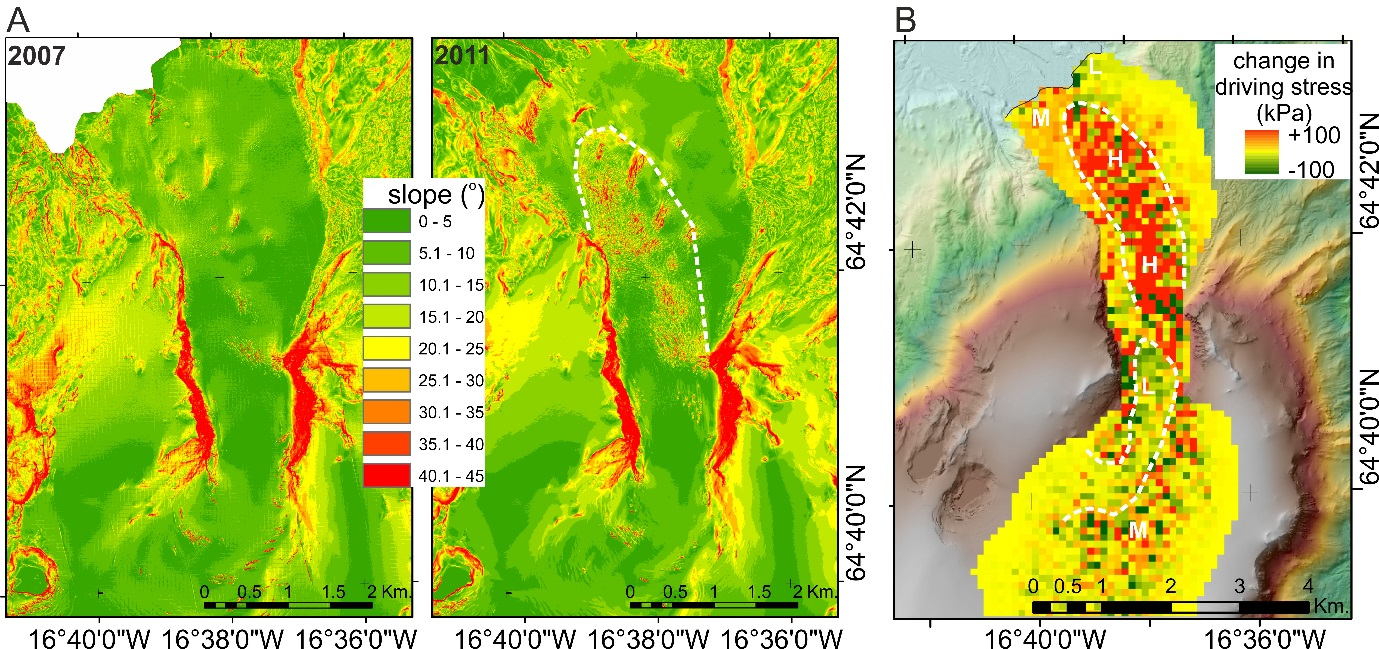 A
B
2007
2011
slope (°)
0 - 5
5.1 - 10
10.1 - 15
15.1 - 20
20.1 - 25
25.1 - 30
30.1 - 35
35.1 - 40
40.1 - 45
0 0.5 1 1.5 2 Km.
0 0.5 1 1.5 2 Km.
16°40'0"W 16°38'0"W 16°36'0"W
16°40'0"W 16°38'0"W 16°36'0"W
64°42'0"N
64°40'0"N
change in
driving stress
(kPa)
+100
-100
L
M
H
H
L
M
0 0.5 1 2 3 4
Km.
16°40'0"W 16°36'0"W
64°42'0"N
64°40'0"N